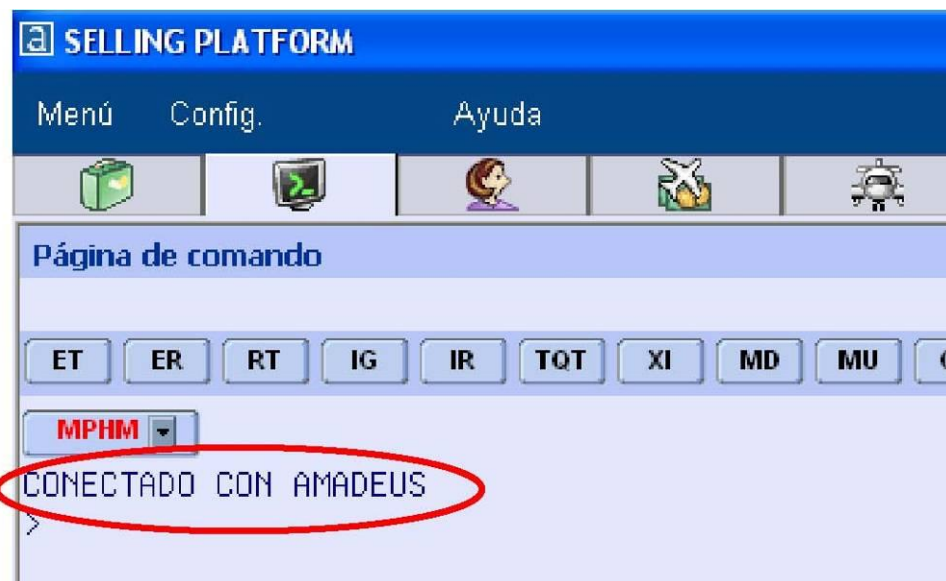 a SELLING PLATFORM
Menú Config. Ayuda
Página de comando
ET ER RT IG IR TQT XI MD MU
MPHM
CONECTADO CON AMADEUS
>